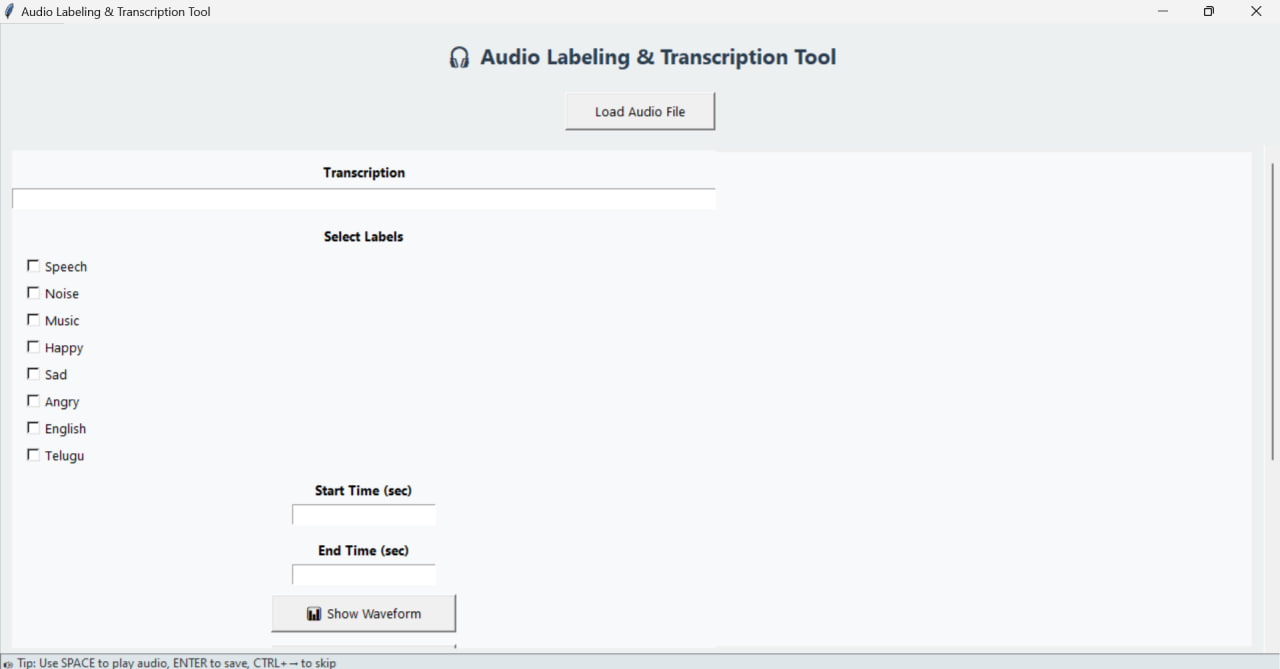 Audio Labeling & Transcription Tool
Audio Labeling & Transcription Tool
Load Audio File
Transcription
Select Labels
Speech
Noise
Music
Happy
Sad
Angry
English
Telugu
Start Time (sec)
End Time (sec)
Show Waveform
Tip: Use SPACE to play audio, ENTER to save, CTRL+→ to skip